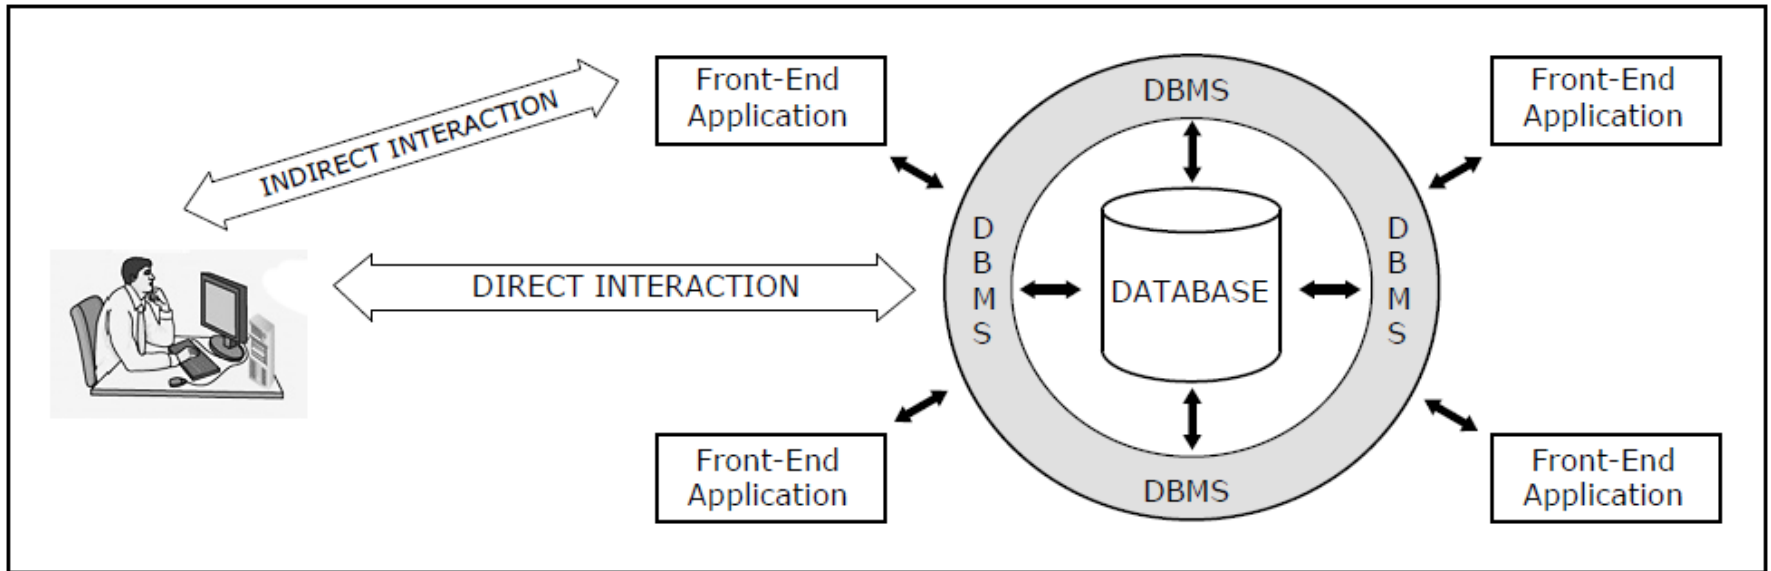 INDIRECT INTERACTION
Front-End
Application
DBMS
Front-End
Application
DIRECT INTERACTION
D
B
M
S
DATABASE
D
B
M
S
Front-End
Application
DBMS
Front-End
Application